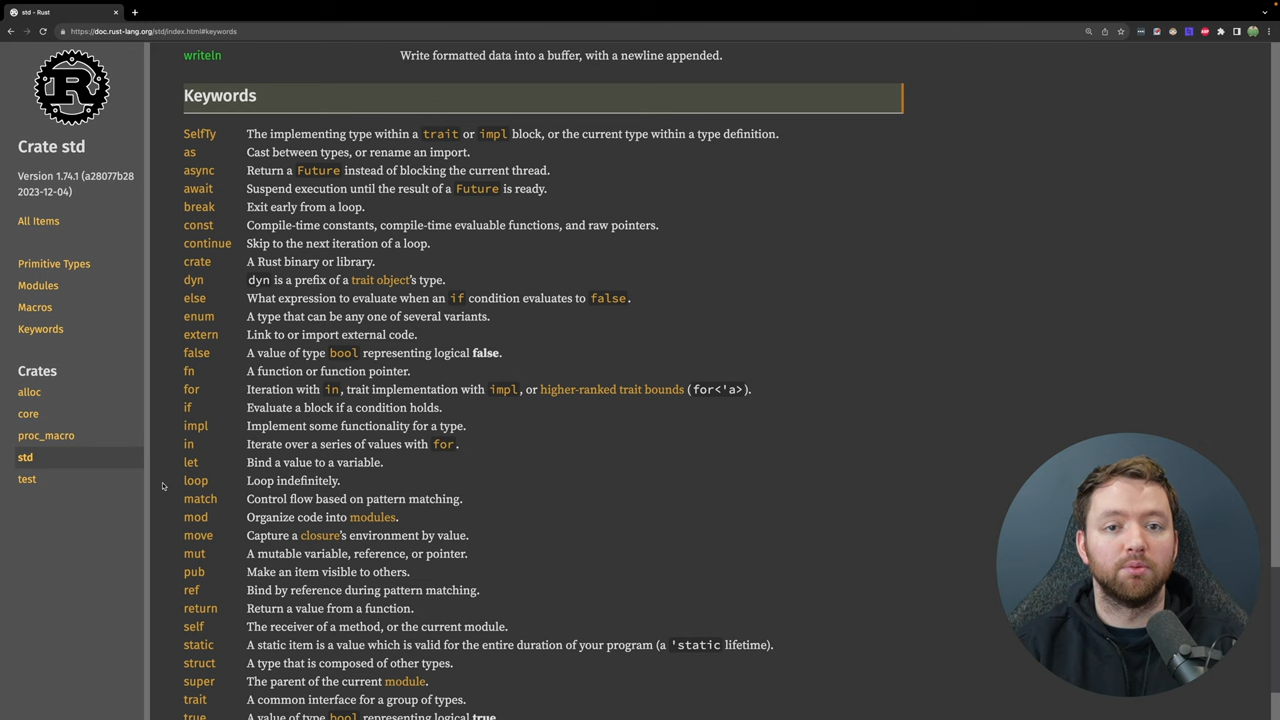 std - Rust
https://doc.rust-lang.org/std/index.html#keywords
R
Crate std
Version 1.74.1 (a28077b28
2023-12-04)
All Items
Primitive Types
Modules
Macros
Keywords
Crates
alloc
core
proc_macro
std
test
writeln Write formatted data into a buffer, with a newline appended.
Keywords
SelfTy The implementing type within a trait or impl block, or the current type within a type definition.
as Cast between types, or rename an import.
async Return a Future instead of blocking the current thread.
await Suspend execution until the result of a Future is ready.
break Exit early from a loop.
const Compile-time constants, compile-time evaluable functions, and raw pointers.
continue Skip to the next iteration of a loop.
crate A Rust binary or library.
dyn dyn is a prefix of a trait object's type.
else What expression to evaluate when an if condition evaluates to false.
enum A type that can be any one of several variants.
extern Link to or import external code.
false A value of type bool representing logical false.
fn A function or function pointer.
for Iteration with in, trait implementation with impl, or higher-ranked trait bounds (for<'a>).
if Evaluate a block if a condition holds.
impl Implement some functionality for a type.
in Iterate over a series of values with for.
let Bind a value to a variable.
loop Loop indefinitely.
match Control flow based on pattern matching.
mod Organize code into modules.
move Capture a closure's environment by value.
mut A mutable variable, reference, or pointer.
pub Make an item visible to others.
ref Bind by reference during pattern matching.
return Return a value from a function.
self The receiver of a method, or the current module.
static A static item is a value which is valid for the entire duration of your program (a 'static lifetime).
struct A type that is composed of other types.
super The parent of the current module.
trait A common interface for a group of types.
true A value of type bool representing logical true.